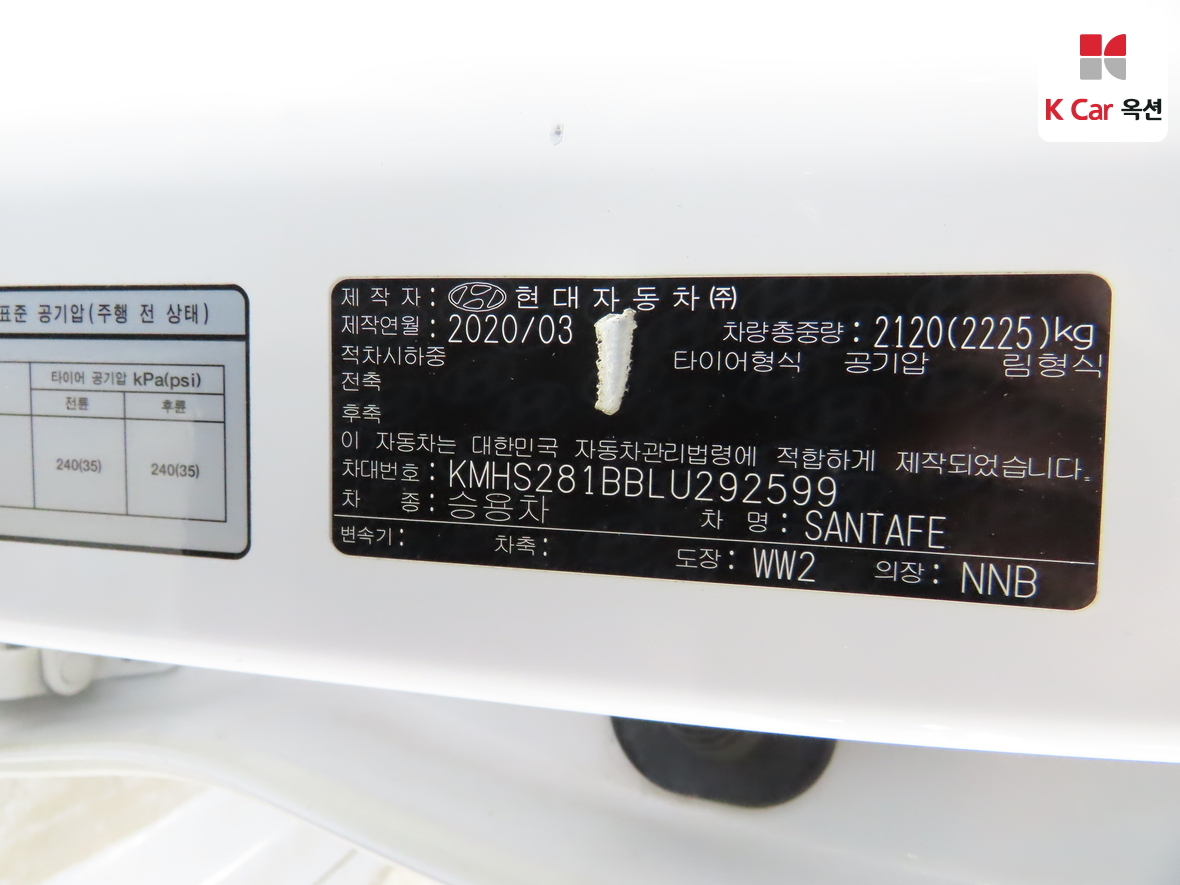 K Car 옥션
표준 공기압(주행 전 상태)
타이어 공기압 kPa(psi)
전륜 후륜
240(35) 240(35)
제 작 자 : 현대자동차(주)
제작연월 : 2020/03 차량총중량 : 2120(2225)kg
적차시하중 타이어형식 공기압 림형식
전축
후축
이 자동차는 대한민국 자동차관리법령에 적합하게 제작되었습니다.
차대번호 : KMHS281BBLU292599
차 종 : 승용차 차 명 : SANTAFE
변속기 : 차축 : 도장 : WW2 의장 : NNB